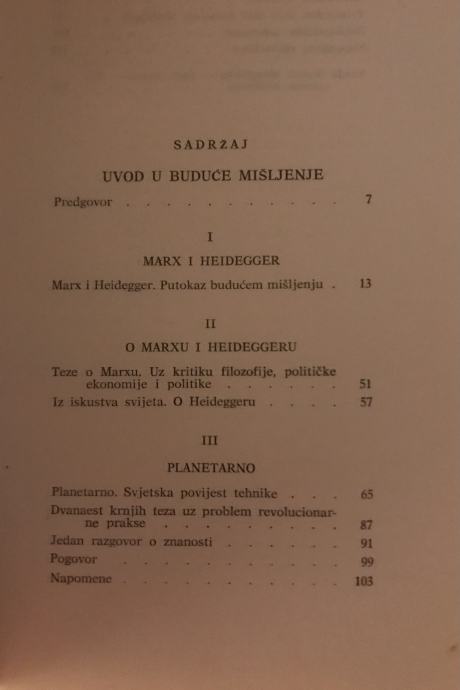 SADRŽAJ
UVOD U BUDUĆE MIŠLJENJE
Predgovor . . . . . . . . . . . 7
I
MARX I HEIDEGGER
Marx i Heidegger. Putokaz budućem mišljenju . 13
II
O MARXU I HEIDEGGERU
Teze o Marxu. Uz kritiku filozofije, političke
ekonomije i politike . . . . . . 51
Iz iskustva svijeta. O Heideggeru . . . . 57
III
PLANETARNO
Planetarno. Svjetska povijest tehnike . . . 65
Dvanaest krnjih teza uz problem revolucionar-
ne prakse . . . . . . . . . 87
Jedan razgovor o znanosti . . . . . . 91
Pogovor . . . . . . . . . . . 99
Napomene . . . . . . . . . . . 103